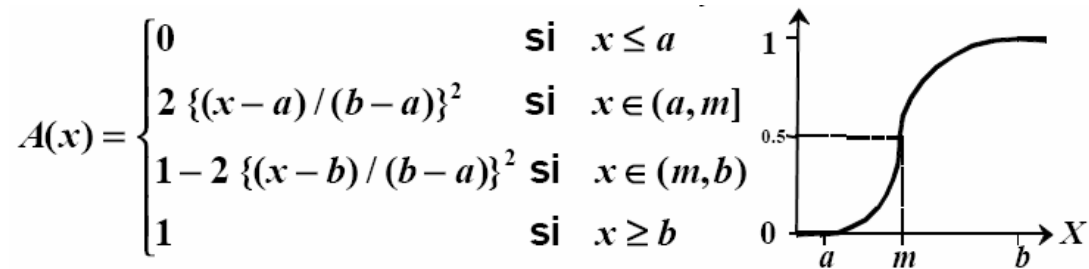 A(x) = { 0 si x ≤ a
2 {(x − a) / (b − a)}² si x ∈ (a, m]
1 − 2 {(x − b) / (b − a)}² si x ∈ (m, b)
1 si x ≥ b
1
0.5
0
a m b X